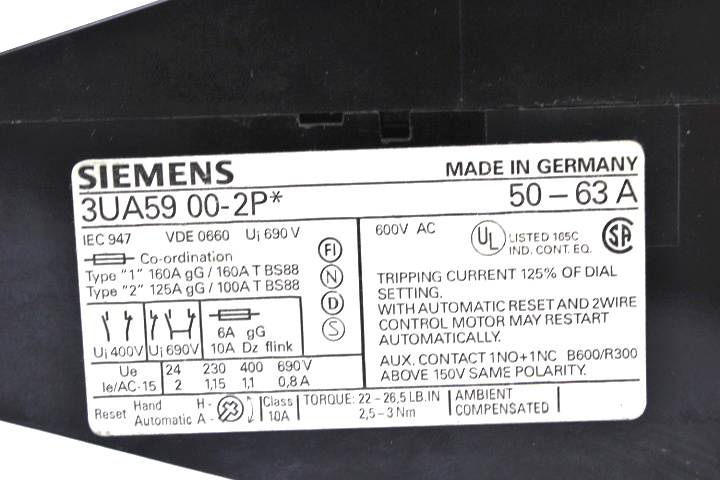 SIEMENS MADE IN GERMANY
3UA59 00-2P* 50 – 63 A
IEC 947 VDE 0660 Ui 690 V
Co-ordination
Type "1" 160A gG / 160A T BS88
Type "2" 125A gG / 100A T BS88
FI
N
D
S
6A gG
Ui 400V Ui 690V 10A Dz flink
Ue 24 230 400 690 V
Ie/AC-15 2 1,15 1,1 0,8 A
600V AC UL LISTED 165C SA
IND. CONT. EQ.
TRIPPING CURRENT 125% OF DIAL
SETTING.
WITH AUTOMATIC RESET AND 2WIRE
CONTROL MOTOR MAY RESTART
AUTOMATICALLY.
AUX. CONTACT 1NO+1NC B600/R300
ABOVE 150V SAME POLARITY.
Reset Hand H - Class TORQUE: 22 – 26,5 LB.IN AMBIENT
Automatic A - 10A 2,5 – 3 Nm COMPENSATED